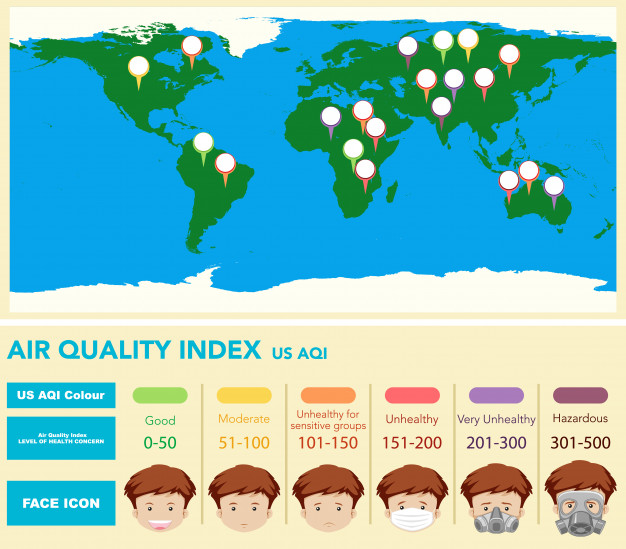 AIR QUALITY INDEX US AQI
US AQI Colour
Air Quality Index
LEVEL OF HEALTH CONCERN
Good
0-50
Moderate
51-100
Unhealthy for
sensitive groups
101-150
Unhealthy
151-200
Very Unhealthy
201-300
Hazardous
301-500
FACE ICON